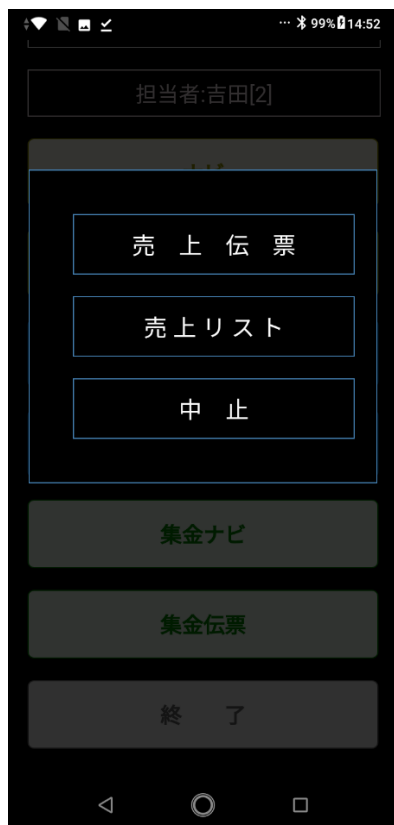 … 99% 14:52
担当者:吉田[2]
売 上 伝 票
売上リスト
中 止
集金ナビ
集金伝票
終 了